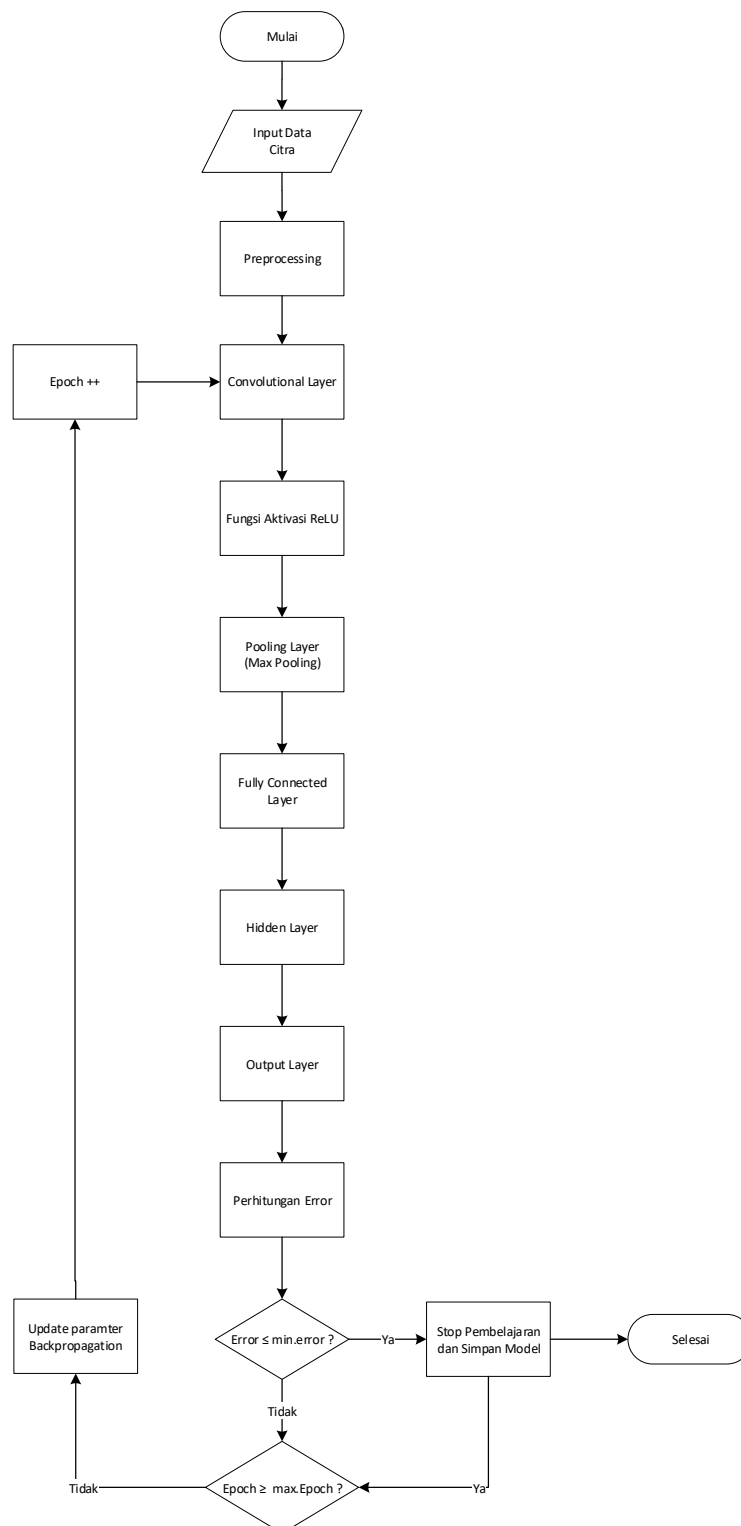 Mulai
Input Data
Citra
Preprocessing
Epoch ++
Convolutional Layer
Fungsi Aktivasi ReLU
Pooling Layer
(Max Pooling)
Fully Connected
Layer
Hidden Layer
Output Layer
Perhitungan Error
Update paramter
Backpropagation
Error ≤ min.error ?
Ya
Stop Pembelajaran
dan Simpan Model
Selesai
Tidak
Tidak
Epoch ≥ max.Epoch ?
Ya